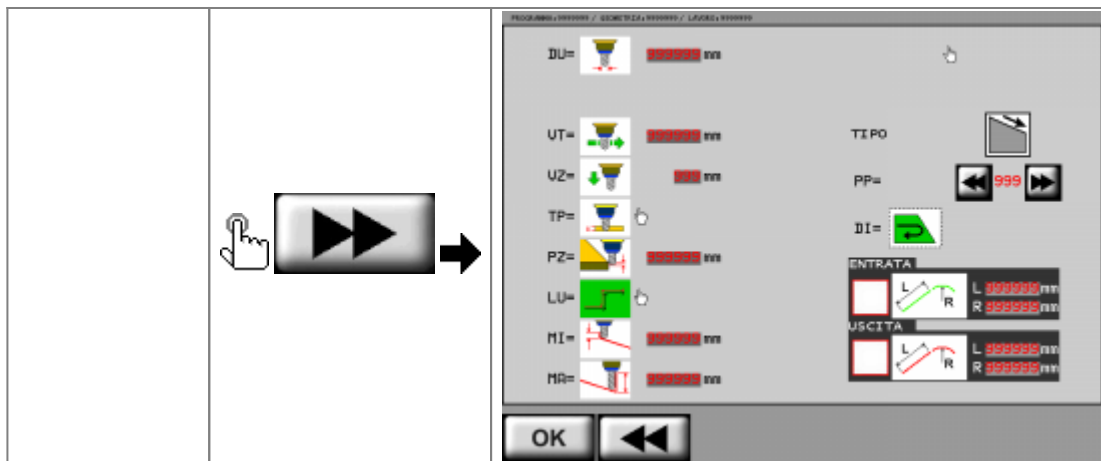 PROGRAMMA:9999999 / GEOMETRIA:9999999 / LAVORO:9999999
DU= 999999 mm
VT= 999999 mm
VZ= 999 mm
TP=
PZ= 999999 mm
LU=
MI= 999999 mm
MA= 999999 mm
TIPO
PP= 999
DI=
ENTRATA
L R L 999999 mm
R 999999 mm
USCITA
L R L 999999 mm
R 999999 mm
OK